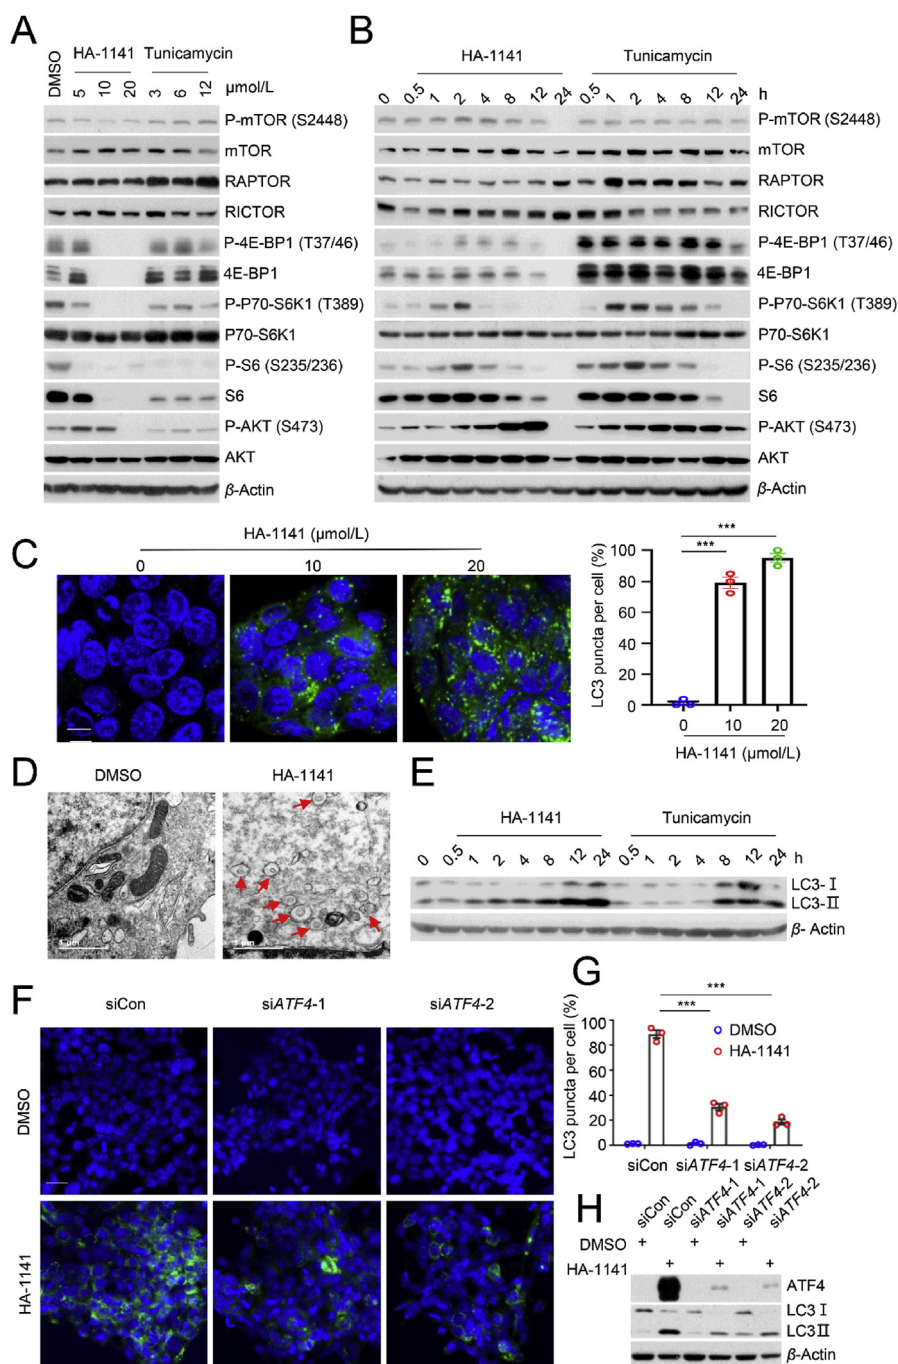 A
HA-1141 Tunicamycin
DMSO 5 10 20 3 6 12 μmol/L
P-mTOR (S2448)
mTOR
RAPTOR
RICTOR
P-4E-BP1 (T37/46)
4E-BP1
P-P70-S6K1 (T389)
P70-S6K1
P-S6 (S235/236)
S6
P-AKT (S473)
AKT
β-Actin
B
HA-1141 Tunicamycin
0 0.5 1 2 4 8 12 24 0.5 1 2 4 8 12 24 h
P-mTOR (S2448)
mTOR
RAPTOR
RICTOR
P-4E-BP1 (T37/46)
4E-BP1
P-P70-S6K1 (T389)
P70-S6K1
P-S6 (S235/236)
S6
P-AKT (S473)
AKT
β-Actin
C
HA-1141 (μmol/L)
0 10 20
LC3 puncta per cell (%)
100
80
60
40
20
0
*** ***
0 10 20
HA-1141 (μmol/L)
D
DMSO HA-1141
1 μm 1 μm
E
HA-1141 Tunicamycin
0 0.5 1 2 4 8 12 24 0.5 1 2 4 8 12 24 h
LC3-Ⅰ
LC3-Ⅱ
β- Actin
F
siCon siATF4-1 siATF4-2
DMSO
HA-1141
G
LC3 puncta per cell (%)
100
80
60
40
20
0
***
***
DMSO
HA-1141
siCon siATF4-1 siATF4-2
H
siCon siCon siATF4-1 siATF4-1 siATF4-2 siATF4-2
DMSO + + +
HA-1141 + + +
ATF4
LC3Ⅰ
LC3Ⅱ
β-Actin